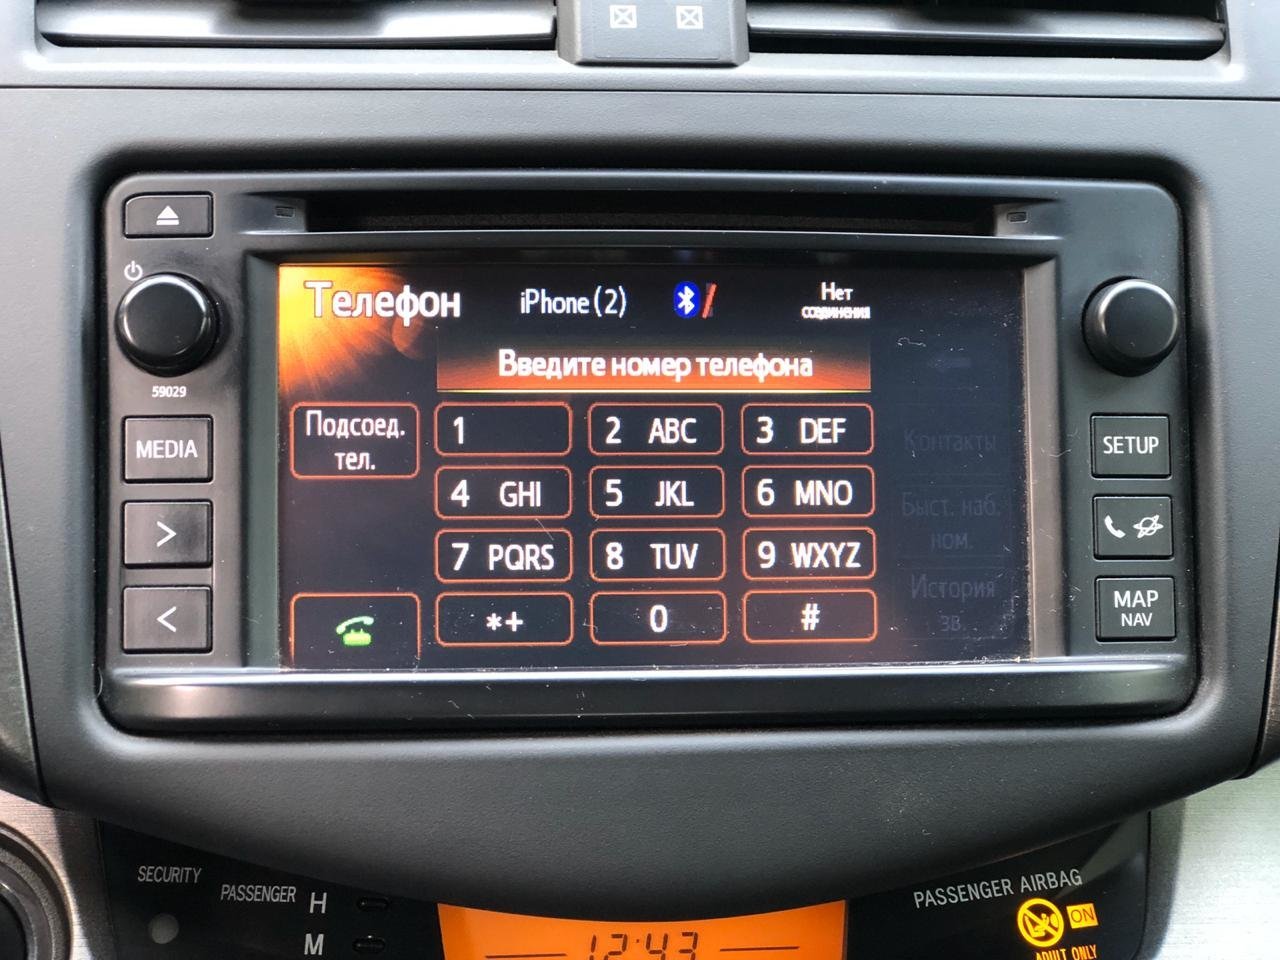 Телефон iPhone (2) Нет
соединения
59029
Введите номер телефона
MEDIA
Подсоед.
тел.
1
2 ABC
3 DEF
Контакты
SETUP
4 GHI
5 JKL
6 MNO
Быст. наб.
ном.
7 PQRS
8 TUV
9 WXYZ
История
зв.
*+
0
#
>
<
MAP
NAV
SECURITY
PASSENGER
H
M
12:43
PASSENGER AIRBAG
ON
ADULT ONLY